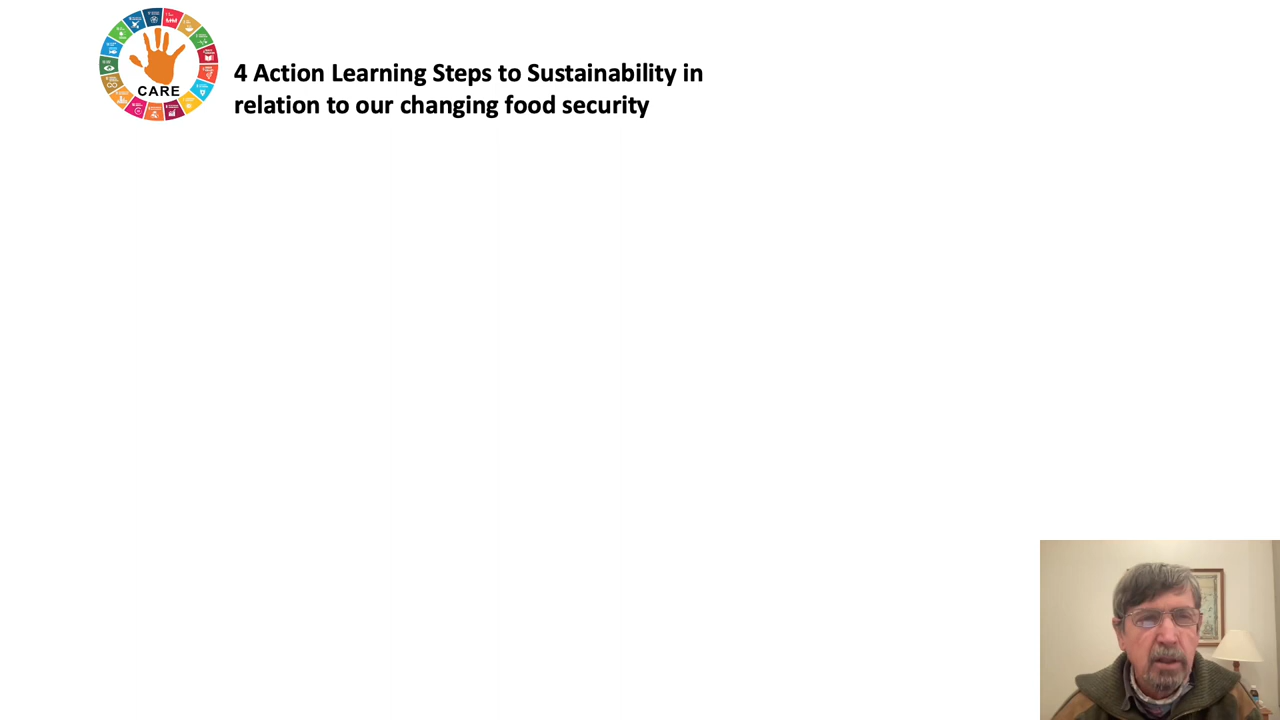 4 Action Learning Steps to Sustainability in
relation to our changing food security
CARE